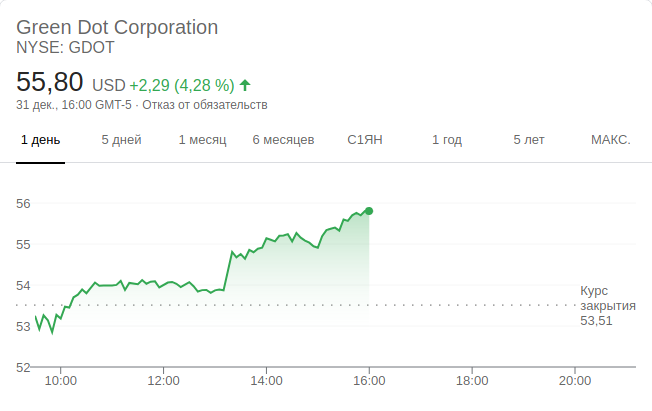 Green Dot Corporation
NYSE: GDOT
55,80 USD +2,29 (4,28 %)
31 дек., 16:00 GMT-5 · Отказ от обязательств
1 день 5 дней 1 месяц 6 месяцев С1ЯН 1 год 5 лет МАКС.
56
55
54
Курс
закрытия
53,51
53
52
10:00 12:00 14:00 16:00 18:00 20:00